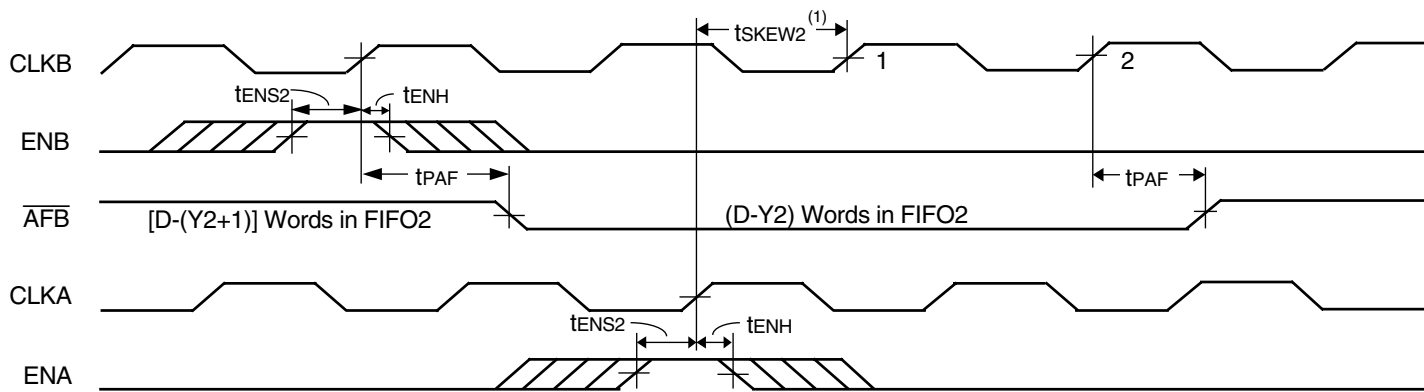 tSKEW2 (1)
CLKB 1 2
tENS2 tENH
ENB
tPAF tPAF
AFB [D-(Y2+1)] Words in FIFO2 (D-Y2) Words in FIFO2
CLKA
tENS2 tENH
ENA